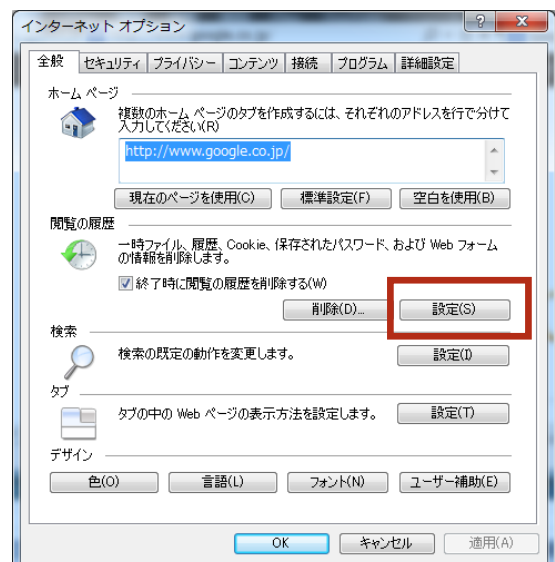 インターネット オプション
全般 セキュリティ プライバシー コンテンツ 接続 プログラム 詳細設定
ホーム ページ
複数のホーム ページのタブを作成するには、それぞれのアドレスを行で分けて
入力してください(R)
http://www.google.co.jp/
現在のページを使用(C) 標準設定(F) 空白を使用(B)
閲覧の履歴
一時ファイル、履歴、Cookie、保存されたパスワード、および Web フォーム
の情報を削除します。
終了時に閲覧の履歴を削除する(W)
削除(D)... 設定(S)
検索
検索の既定の動作を変更します。 設定(I)
タブ
タブの中の Web ページの表示方法を設定します。 設定(T)
デザイン
色(O) 言語(L) フォント(N) ユーザー補助(E)
OK キャンセル 適用(A)